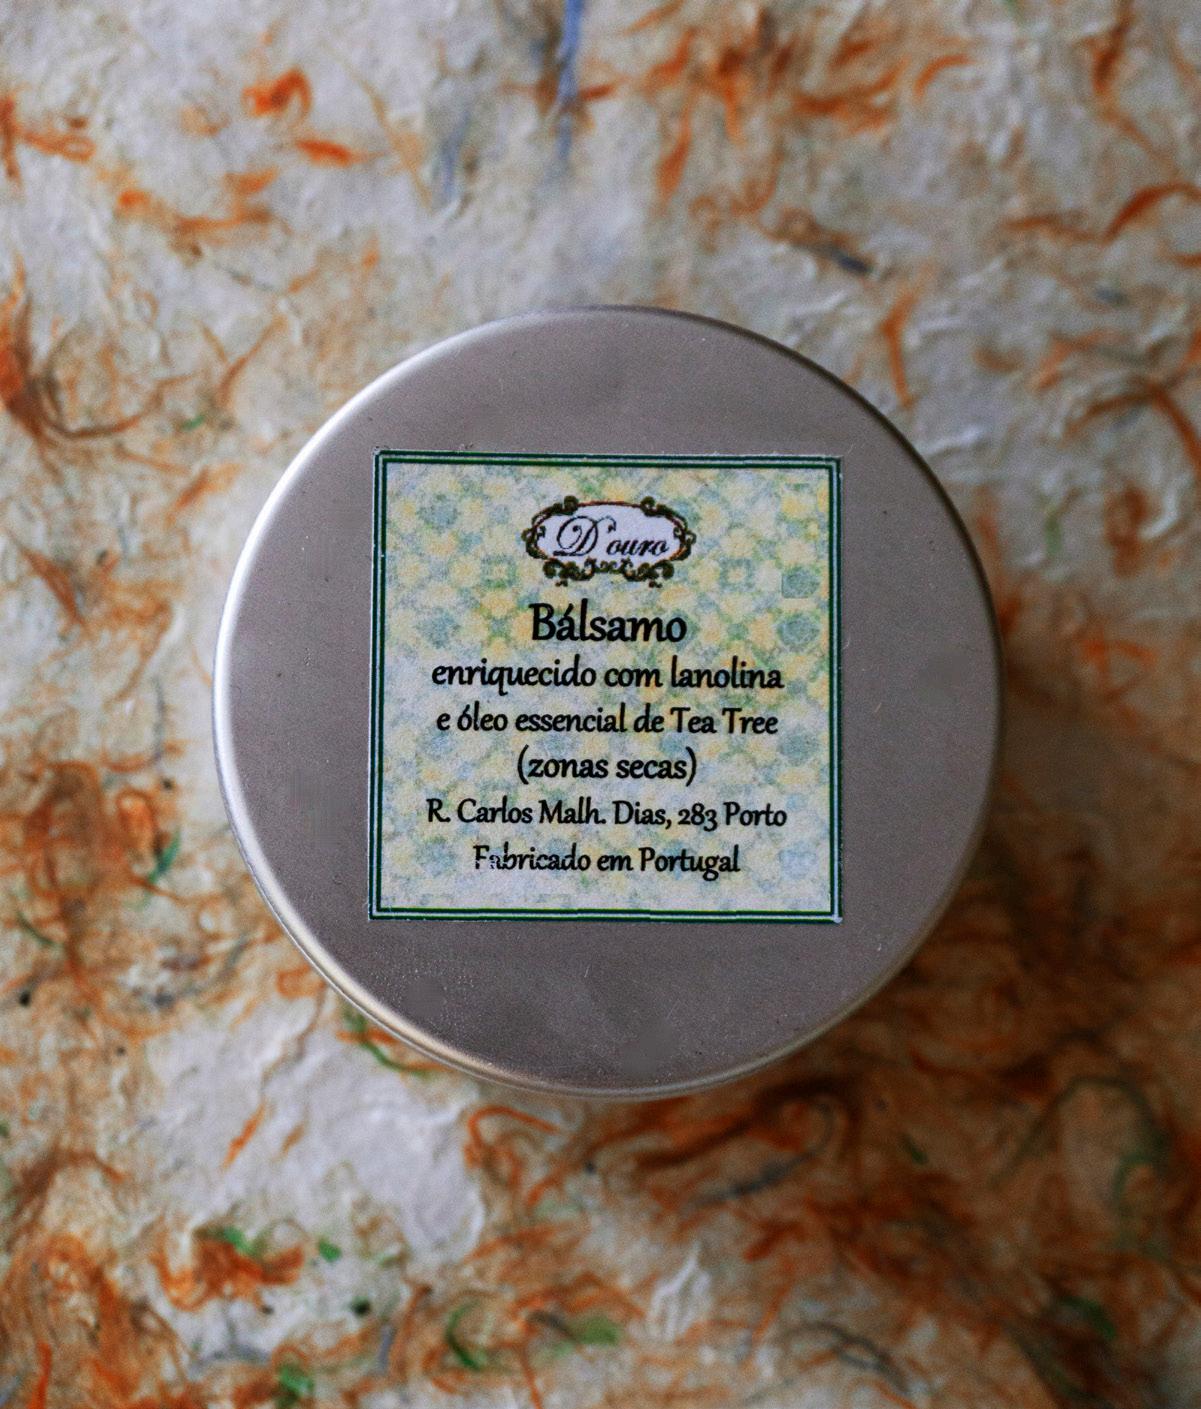 D'ouro
Bálsamo
enriquecido com lanolina
e óleo essencial de Tea Tree
(zonas secas)
R. Carlos Malh. Dias, 283 Porto
Fabricado em Portugal